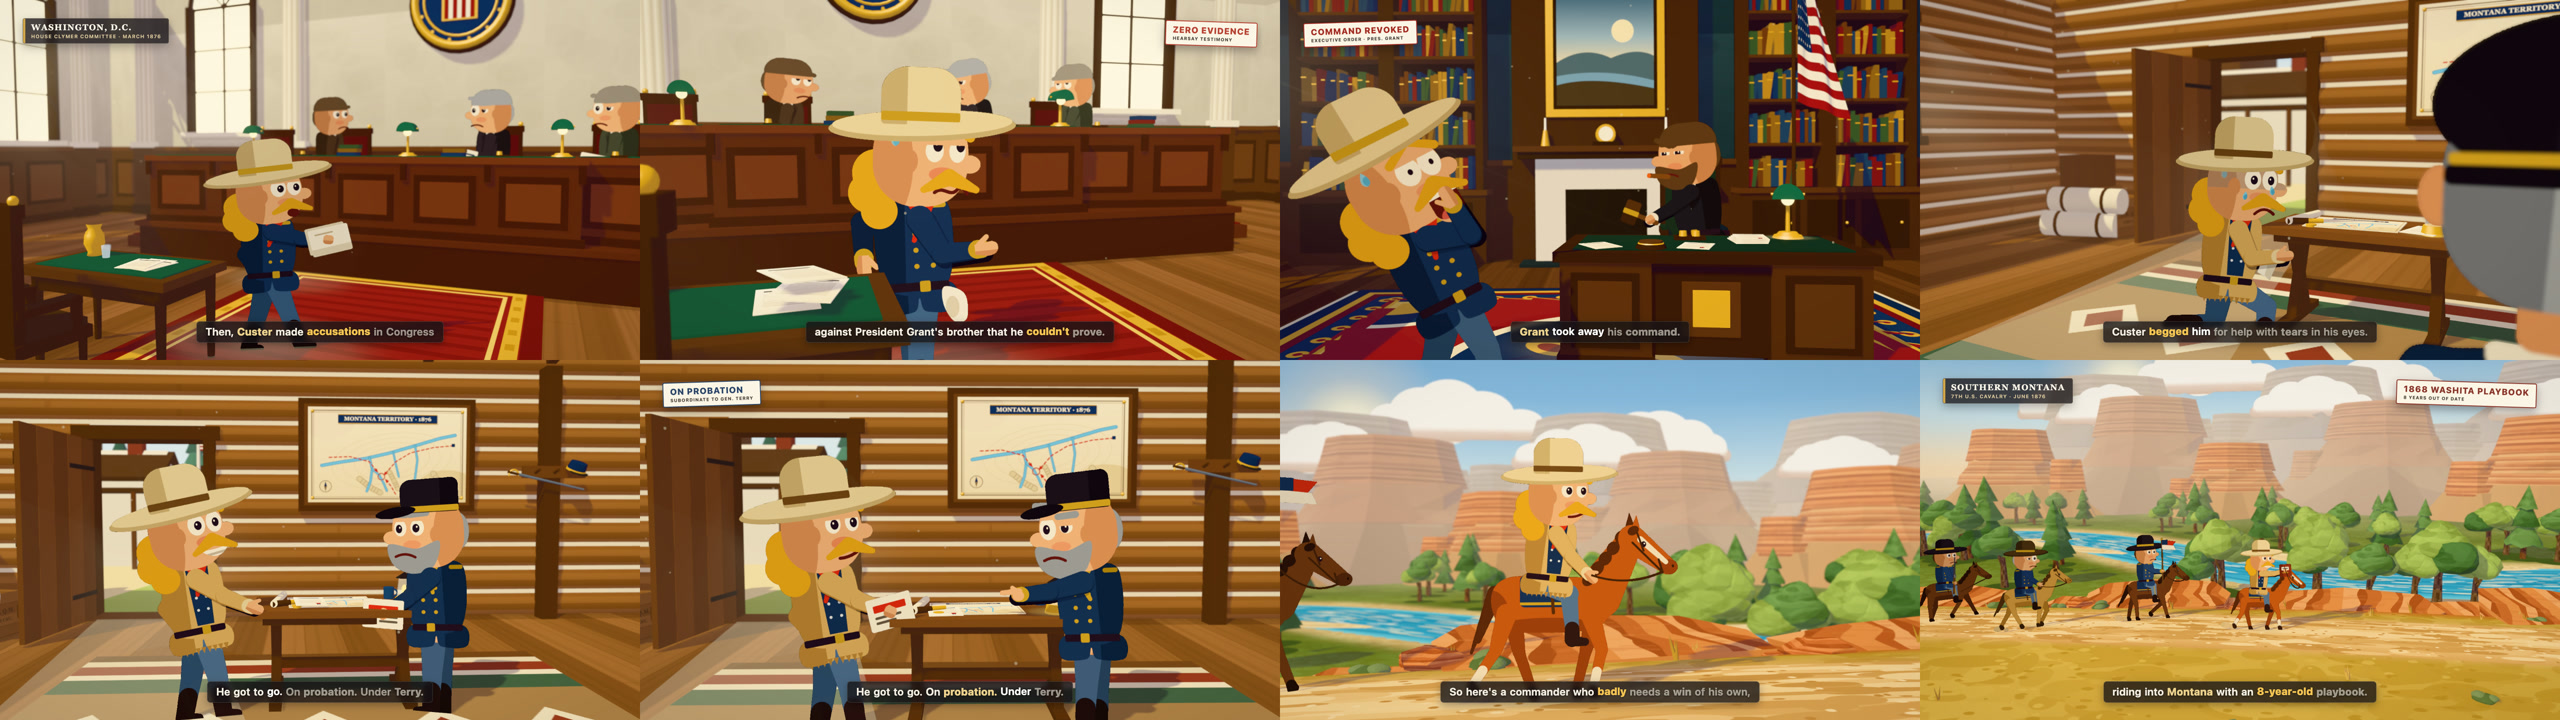 WASHINGTON, D.C.
HOUSE CLYMER COMMITTEE · MARCH 1876
Then, Custer made accusations in Congress
ZERO EVIDENCE
HEARSAY TESTIMONY
against President Grant's brother that he couldn't prove.
COMMAND REVOKED
EXECUTIVE ORDER · PRES. GRANT
Grant took away his command.
MONTANA TERRITORY
Custer begged him for help with tears in his eyes.
MONTANA TERRITORY · 1876
He got to go. On probation. Under Terry.
ON PROBATION
SUBORDINATE TO GEN. TERRY
MONTANA TERRITORY · 1876
He got to go. On probation. Under Terry.
So here's a commander who badly needs a win of his own,
SOUTHERN MONTANA
7TH U.S. CAVALRY · JUNE 1876
1868 WASHITA PLAYBOOK
8 YEARS OUT OF DATE
riding into Montana with an 8-year-old playbook.